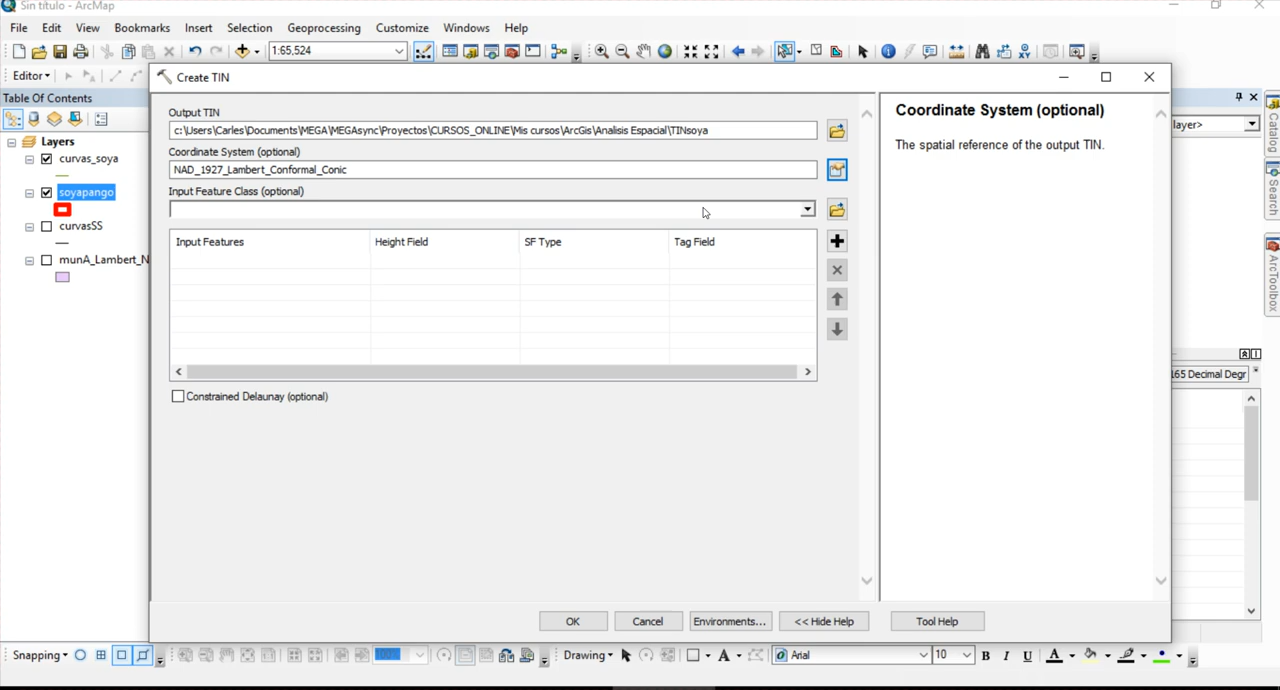 Sin título - ArcMap
File Edit View Bookmarks Insert Selection Geoprocessing Customize Windows Help
1:65,524
Editor
Create TIN
Table Of Contents
Layers
curvas_soya
soyapango
curvasSS
munA_Lambert_N
Output TIN
c:\Users\Carles\Documents\MEGA\MEGAsync\Proyectos\CURSOS_ONLINE\Mis cursos\ArcGis\Analisis Espacial\TINsoya
Coordinate System (optional)
NAD_1927_Lambert_Conformal_Conic
Input Feature Class (optional)
Input Features Height Field SF Type Tag Field
Constrained Delaunay (optional)
OK Cancel Environments... << Hide Help Tool Help
Coordinate System (optional)
The spatial reference of the output TIN.
layer>
Catalog
Search
ArcToolbox
165 Decimal Degr
Snapping
Drawing
Arial
10
B I U A